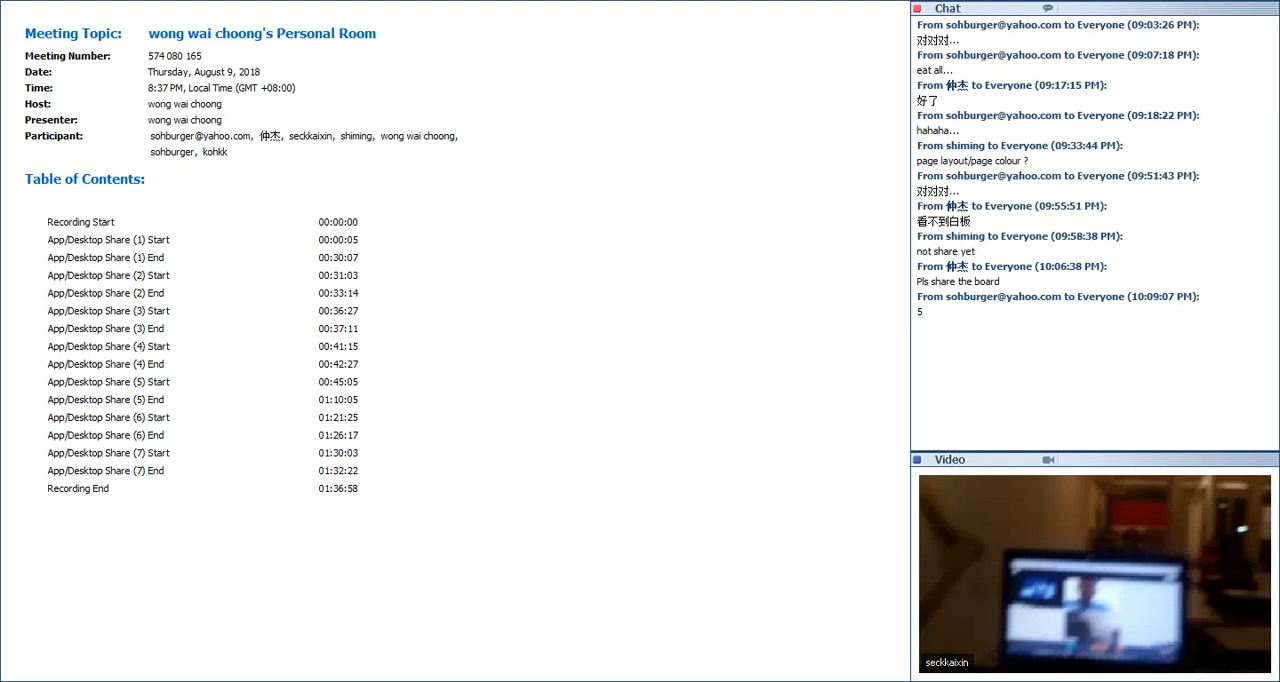 Meeting Topic: wong wai choong's Personal Room
Meeting Number: 574 080 165
Date: Thursday, August 9, 2018
Time: 8:37 PM, Local Time (GMT +08:00)
Host: wong wai choong
Presenter: wong wai choong
Participant: sohburger@yahoo.com, 仲杰, seckkaixin, shiming, wong wai choong,
sohburger, kohkk
Table of Contents:
Recording Start 00:00:00
App/Desktop Share (1) Start 00:00:05
App/Desktop Share (1) End 00:30:07
App/Desktop Share (2) Start 00:31:03
App/Desktop Share (2) End 00:33:14
App/Desktop Share (3) Start 00:36:27
App/Desktop Share (3) End 00:37:11
App/Desktop Share (4) Start 00:41:15
App/Desktop Share (4) End 00:42:27
App/Desktop Share (5) Start 00:45:05
App/Desktop Share (5) End 01:10:05
App/Desktop Share (6) Start 01:21:25
App/Desktop Share (6) End 01:26:17
App/Desktop Share (7) Start 01:30:03
App/Desktop Share (7) End 01:32:22
Recording End 01:36:58
Chat
From sohburger@yahoo.com to Everyone (09:03:26 PM):
对对对...
From sohburger@yahoo.com to Everyone (09:07:18 PM):
eat all...
From 仲杰 to Everyone (09:17:15 PM):
好了
From sohburger@yahoo.com to Everyone (09:18:22 PM):
hahaha...
From shiming to Everyone (09:33:44 PM):
page layout/page colour ?
From sohburger@yahoo.com to Everyone (09:51:43 PM):
对对对...
From 仲杰 to Everyone (09:55:51 PM):
看不到白板
From shiming to Everyone (09:58:38 PM):
not share yet
From 仲杰 to Everyone (10:06:38 PM):
Pls share the board
From sohburger@yahoo.com to Everyone (10:09:07 PM):
5
Video
seckkaixin